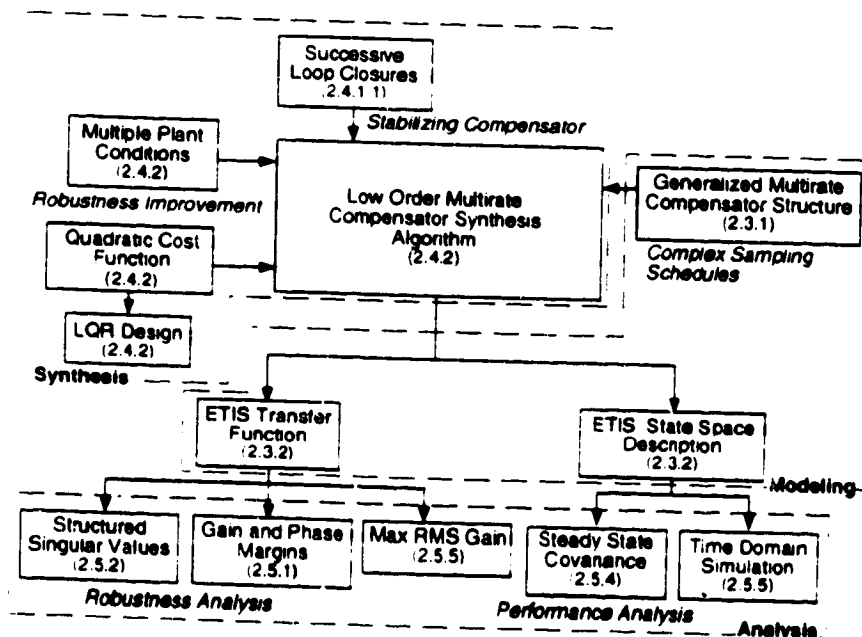 Successive
Loop Closures
(2.4.1.1)
Stabilizing Compensator
Multiple Plant
Conditions
(2.4.2)
Robustness Improvement
Quadratic Cost
Function
(2.4.2)
LQR Design
(2.4.2)
Synthesis
Low Order Multirate
Compensator Synthesis
Algorithm
(2.4.2)
Generalized Multirate
Compensator Structure
(2.3.1)
Complex Sampling
Schedules
ETIS Transfer
Function
(2.3.2)
ETIS State Space
Description
(2.3.2)
Modeling
Structured
Singular Values
(2.5.2)
Gain and Phase
Margins
(2.5.1)
Max RMS Gain
(2.5.5)
Steady State
Covariance
(2.5.4)
Time Domain
Simulation
(2.5.5)
Robustness Analysis
Performance Analysis
Analysis